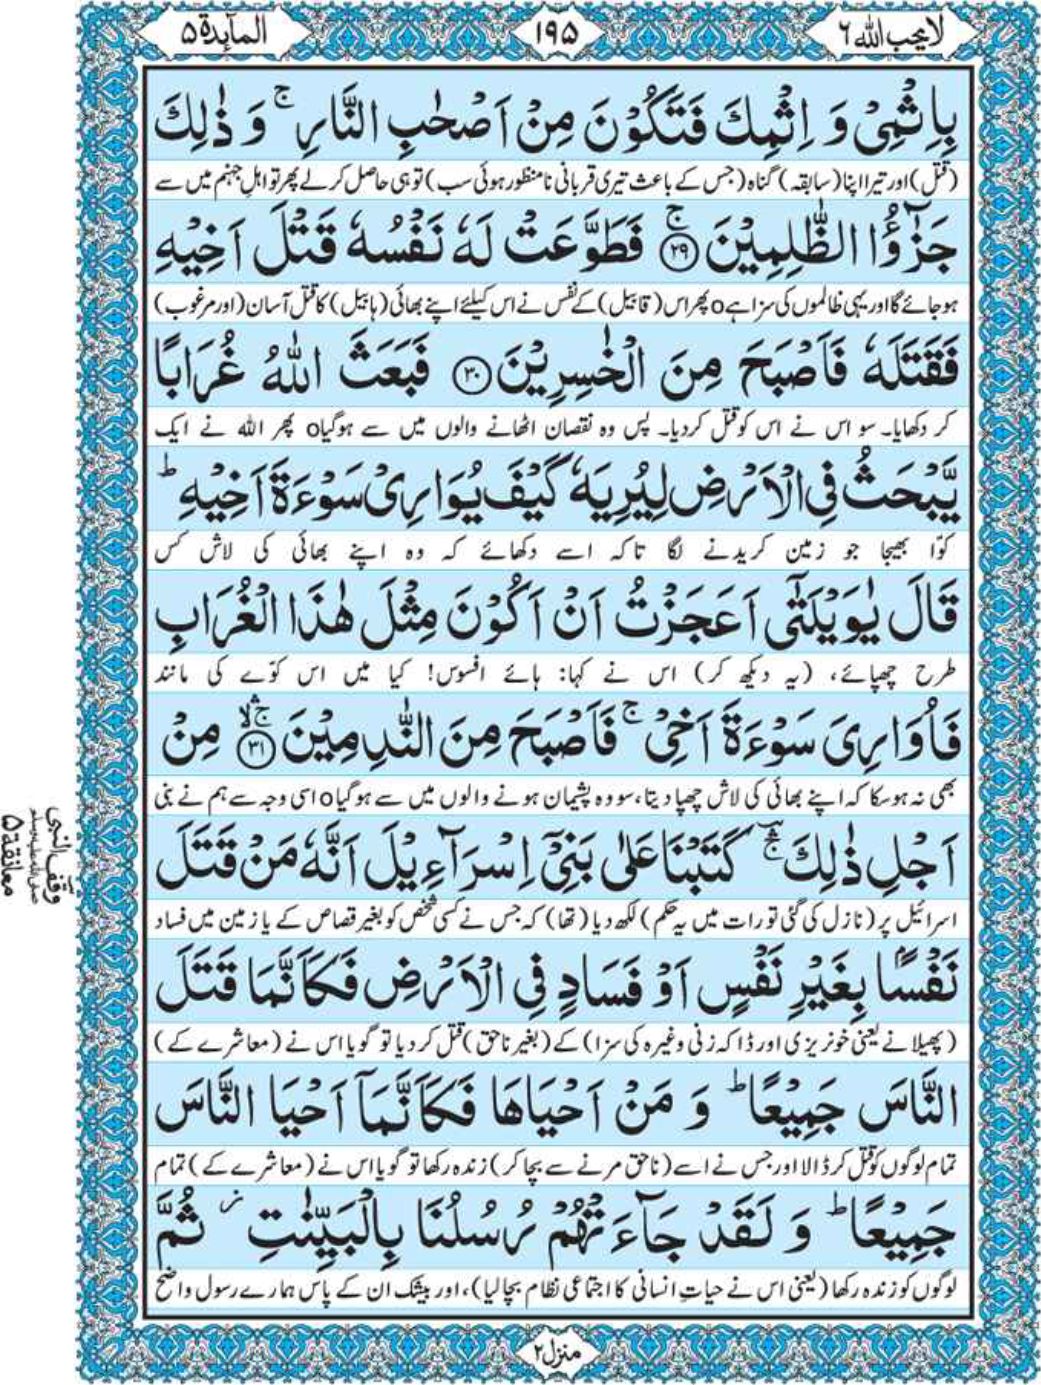 لا یحب الله ۶
۱۹۵
المآىِٕدة ۵
بِاِثْمِیْ وَ اِثْمِكَ فَتَكُوْنَ مِنْ اَصْحٰبِ النَّارِ ۚ وَ ذٰلِكَ
(قتل) اور تیرا اپنا (سابقہ) گناہ (جس کے باعث تیری قربانی نامنظور ہوئی سب) تو ہی حاصل کرلے پھر تو اہلِ جہنم میں سے
جَزٰٓؤُا الظّٰلِمِیْنَ ۚ﴿۲۹﴾ فَطَوَّعَتْ لَهٗ نَفْسُهٗ قَتْلَ اَخِیْهِ
ہوجائے گا اور یہی ظالموں کی سزا ہے o پھر اس (قابیل) کے نفس نے اس کیلئے اپنے بھائی (ہابیل) کا قتل آسان (اور مرغوب)
فَقَتَلَهٗ فَاَصْبَحَ مِنَ الْخٰسِرِیْنَ ﴿۳۰﴾ فَبَعَثَ اللّٰهُ غُرَابًا
کر دکھایا۔ سو اس نے اس کو قتل کردیا۔ پس وہ نقصان اٹھانے والوں میں سے ہوگیا o پھر اللہ نے ایک
یَّبْحَثُ فِی الْاَرْضِ لِیُرِیَهٗ كَیْفَ یُوَارِیْ سَوْءَةَ اَخِیْهِ ؕ
کوّا بھیجا جو زمین کریدنے لگا تاکہ اسے دکھائے کہ وہ اپنے بھائی کی لاش کس
قَالَ یٰوَیْلَتٰۤی اَعَجَزْتُ اَنْ اَكُوْنَ مِثْلَ هٰذَا الْغُرَابِ
طرح چھپائے، (یہ دیکھ کر) اس نے کہا: ہائے افسوس! کیا میں اس کوّے کی مانند
فَاُوَارِیَ سَوْءَةَ اَخِیْ ۚ فَاَصْبَحَ مِنَ النّٰدِمِیْنَ ۚۛۙ﴿۳۱﴾ مِنْ
بھی نہ ہوسکا کہ اپنے بھائی کی لاش چھپا دیتا، سو وہ پشیمان ہونے والوں میں سے ہوگیا o اسی وجہ سے ہم نے بنی
اَجْلِ ذٰلِكَ ۚۛ كَتَبْنَا عَلٰی بَنِیْۤ اِسْرَآءِیْلَ اَنَّهٗ مَنْ قَتَلَ
اسرائیل پر (نازل کی گئی تورات میں یہ حکم) لکھ دیا (تھا) کہ جس نے کسی شخص کو بغیر قصاص کے یا زمین میں فساد
نَفْسًۢا بِغَیْرِ نَفْسٍ اَوْ فَسَادٍ فِی الْاَرْضِ فَكَاَنَّمَا قَتَلَ
(پھیلانے یعنی خونریزی اور ڈاکہ زنی وغیرہ کی سزا) کے (بغیر ناحق) قتل کردیا تو گویا اس نے (معاشرے کے)
النَّاسَ جَمِیْعًا ؕ وَ مَنْ اَحْیَاهَا فَكَاَنَّمَاۤ اَحْیَا النَّاسَ
تمام لوگوں کو قتل کر ڈالا اور جس نے اسے (ناحق مرنے سے بچا کر) زندہ رکھا تو گویا اس نے (معاشرے کے) تمام
جَمِیْعًا ؕ وَ لَقَدْ جَآءَتْهُمْ رُسُلُنَا بِالْبَیِّنٰتِ ۫ ثُمَّ
لوگوں کو زندہ رکھا (یعنی اس نے حیاتِ انسانی کا اجتماعی نظام بچالیا)، اور بیشک ان کے پاس ہمارے رسول واضح
وقف النبی صلی اللہ علیہ وسلم
معانقة ۵
منزل ۲